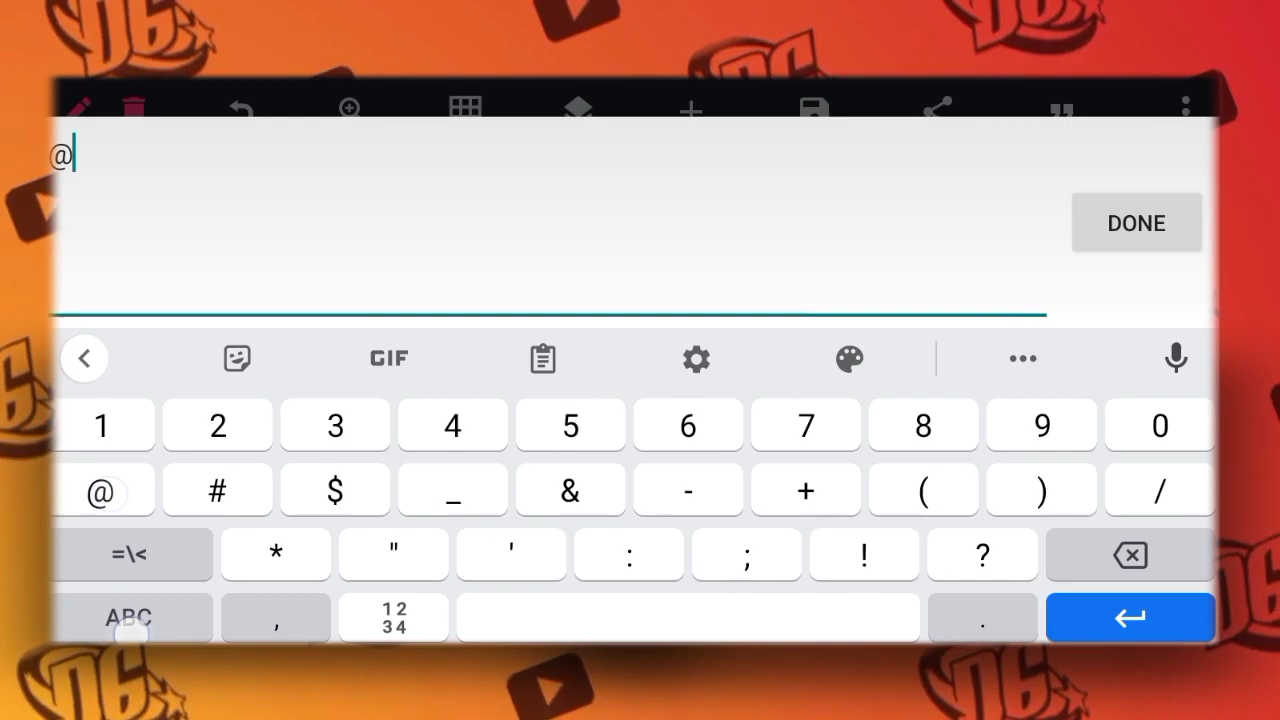 @
DONE
GIF
1 2 3 4 5 6 7 8 9 0
@ # $ _ & - + ( ) /
=\< * " ' : ; ! ?
ABC , 12 .
34